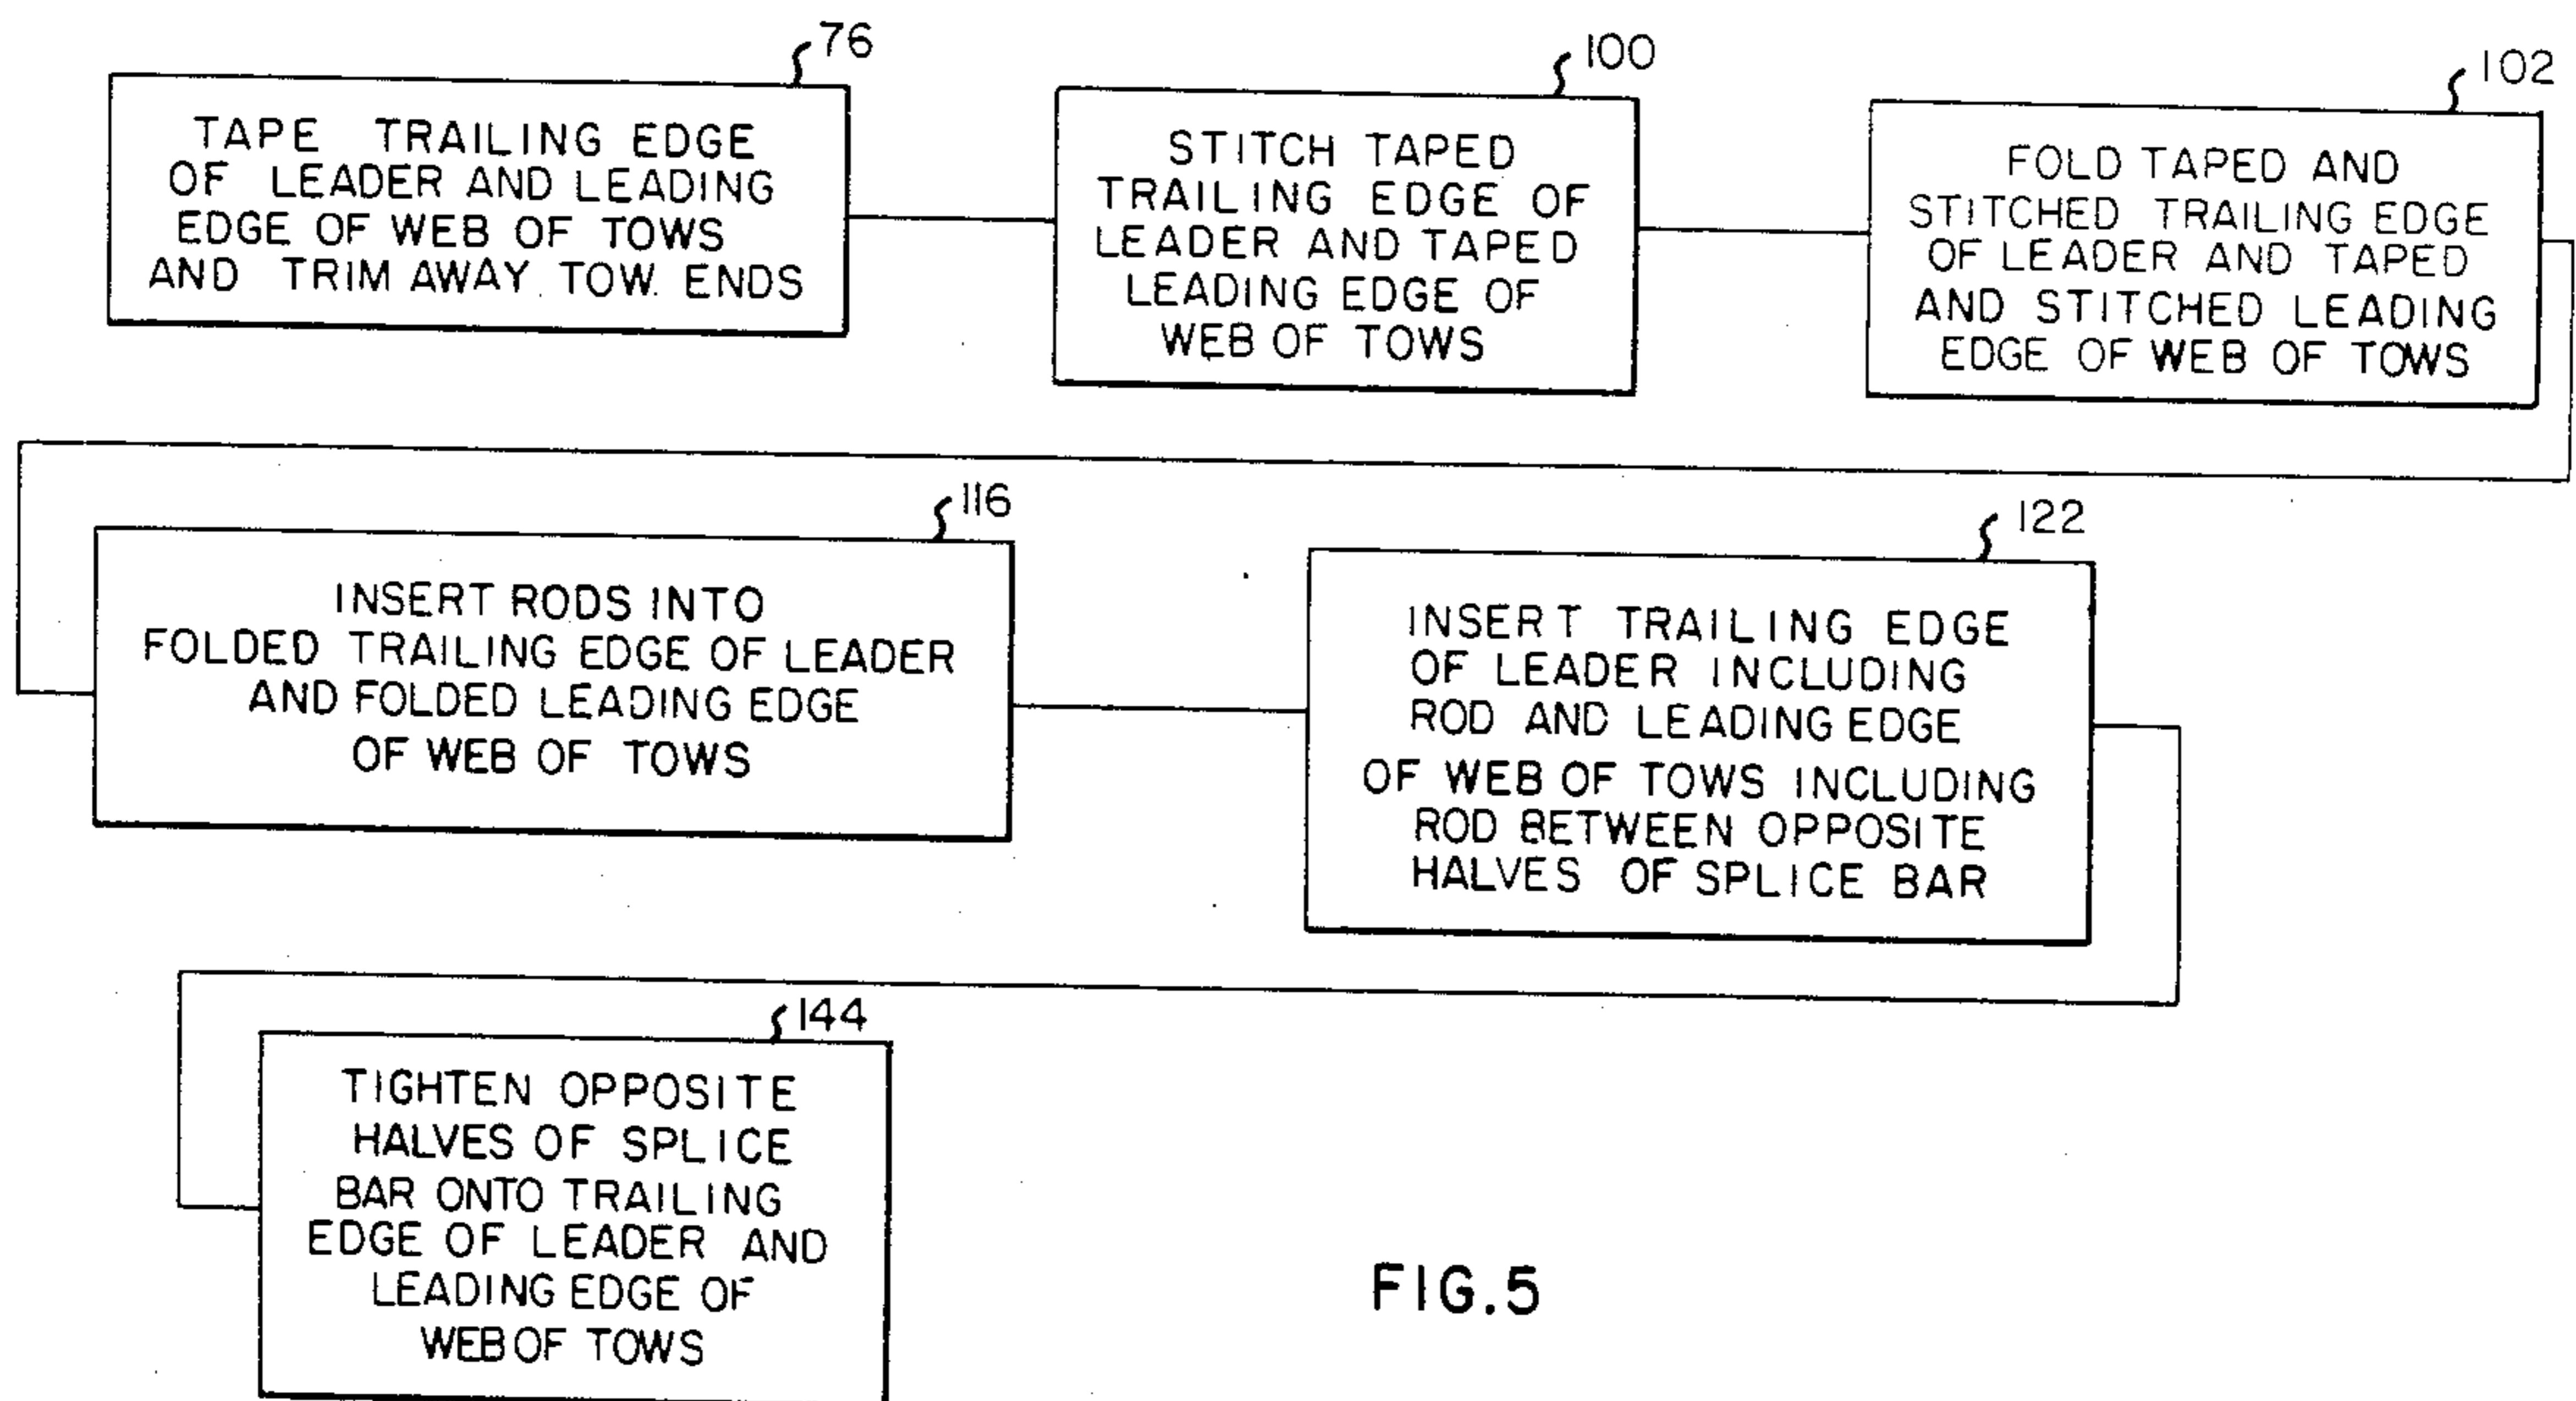 76
TAPE TRAILING EDGE
OF LEADER AND LEADING
EDGE OF WEB OF TOWS
AND TRIM AWAY TOW ENDS
100
STITCH TAPED
TRAILING EDGE OF
LEADER AND TAPED
LEADING EDGE OF
WEB OF TOWS
102
FOLD TAPED AND
STITCHED TRAILING EDGE
OF LEADER AND TAPED
AND STITCHED LEADING
EDGE OF WEB OF TOWS
116
INSERT RODS INTO
FOLDED TRAILING EDGE OF LEADER
AND FOLDED LEADING EDGE
OF WEB OF TOWS
122
INSERT TRAILING EDGE
OF LEADER INCLUDING
ROD AND LEADING EDGE
OF WEB OF TOWS INCLUDING
ROD BETWEEN OPPOSITE
HALVES OF SPLICE BAR
144
TIGHTEN OPPOSITE
HALVES OF SPLICE
BAR ONTO TRAILING
EDGE OF LEADER AND
LEADING EDGE OF
WEB OF TOWS
FIG.5